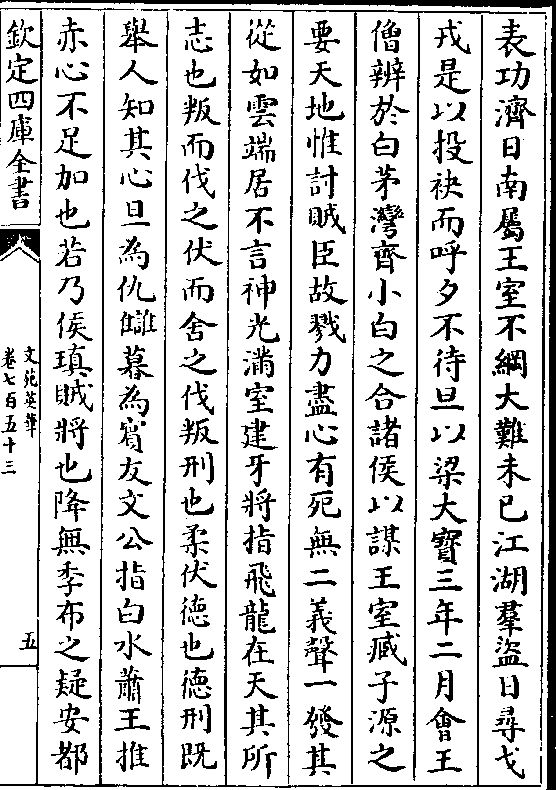 表功濟日南屬王室不綱大難未已江湖羣盜日尋戈
戎是以投袂而呼夕不待旦以梁大寳三年二月會王
僧辨於白茅灣齊小白之合諸侯以謀王室臧子源之
要天地惟討賊臣故戮力盡心有死無二義聲一發其
從如雲端居不言神光滿室建牙將指飛龍在天其所
志也叛而伐之伏而舍之伐叛刑也柔伏德也德刑既
舉人知其心旦為仇讎暮為賔友文公指白水蕭王推
赤心不足加也若乃侯瑱賊將也降無季布之疑安都
欽定四庫全書
文苑英華
卷七百五十三
五